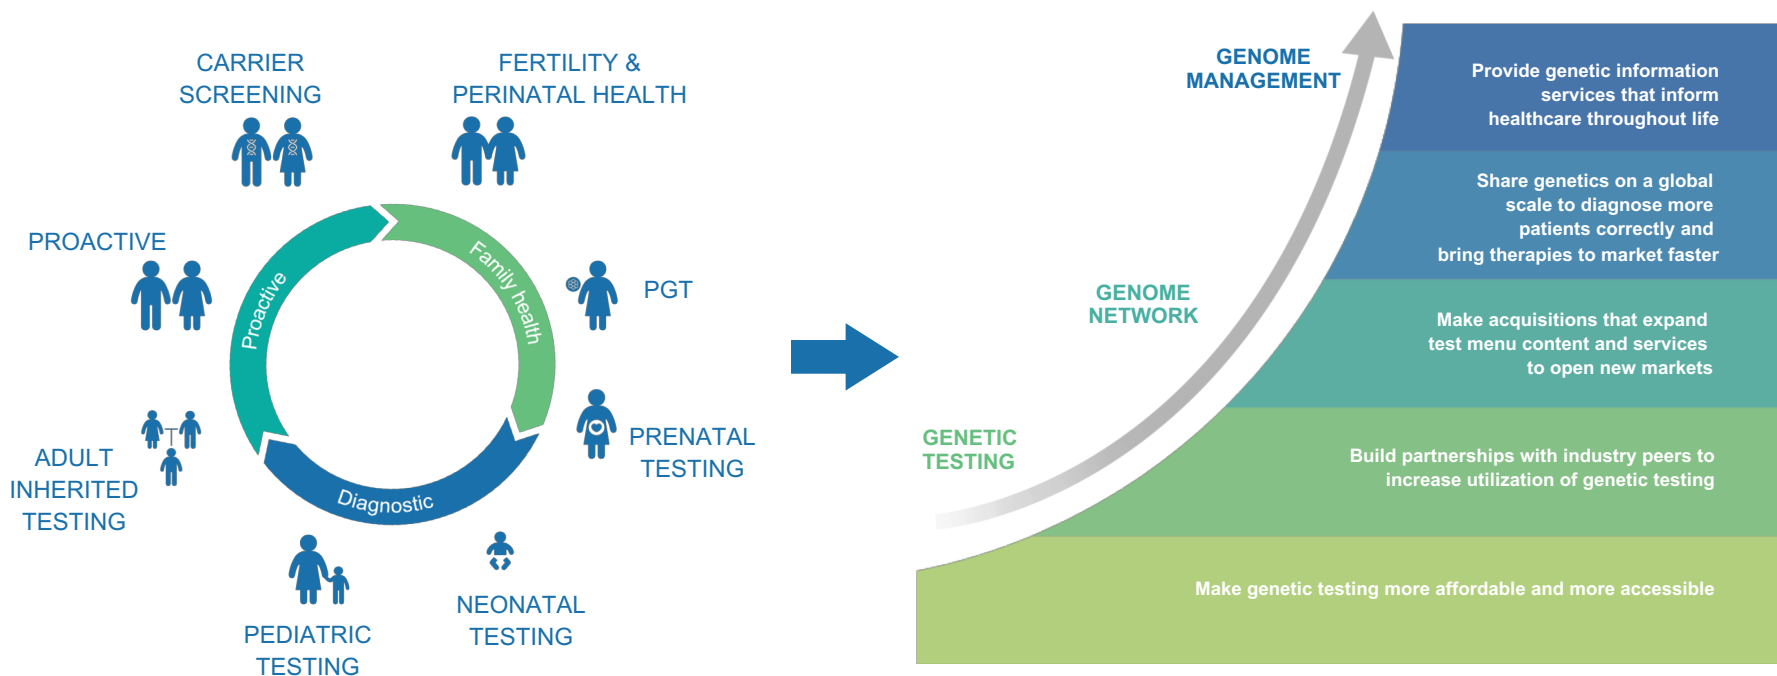 CARRIER
SCREENING
FERTILITY &
PERINATAL HEALTH
PROACTIVE
PGT
PRENATAL
TESTING
ADULT
INHERITED
TESTING
NEONATAL
TESTING
PEDIATRIC
TESTING
Proactive
Family health
Diagnostic
GENOME
MANAGEMENT
GENOME
NETWORK
GENETIC
TESTING
Provide genetic information
services that inform
healthcare throughout life
Share genetics on a global
scale to diagnose more
patients correctly and
bring therapies to market faster
Make acquisitions that expand
test menu content and services
to open new markets
Build partnerships with industry peers to
increase utilization of genetic testing
Make genetic testing more affordable and more accessible